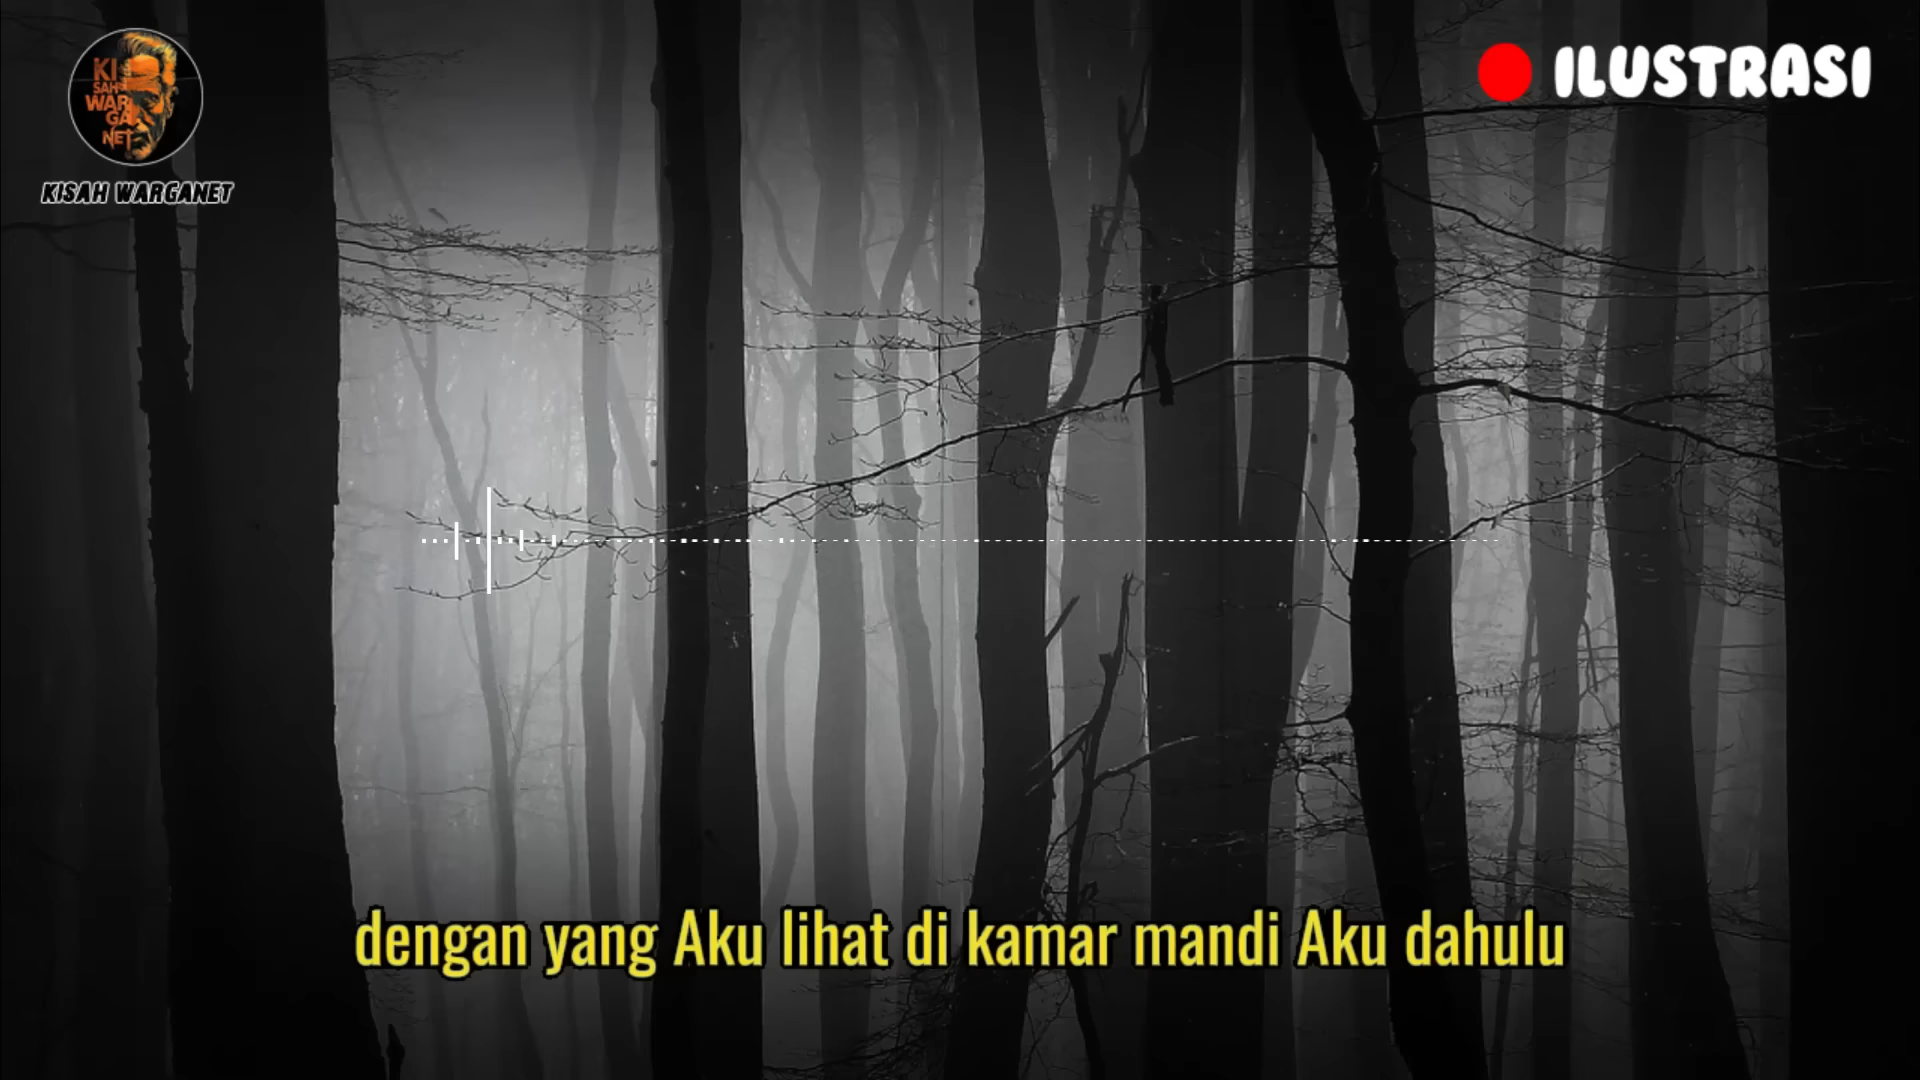 KI
SAH
WAR
GA
NET
KISAH WARGANET
ILUSTRASI
dengan yang Aku lihat di kamar mandi Aku dahulu